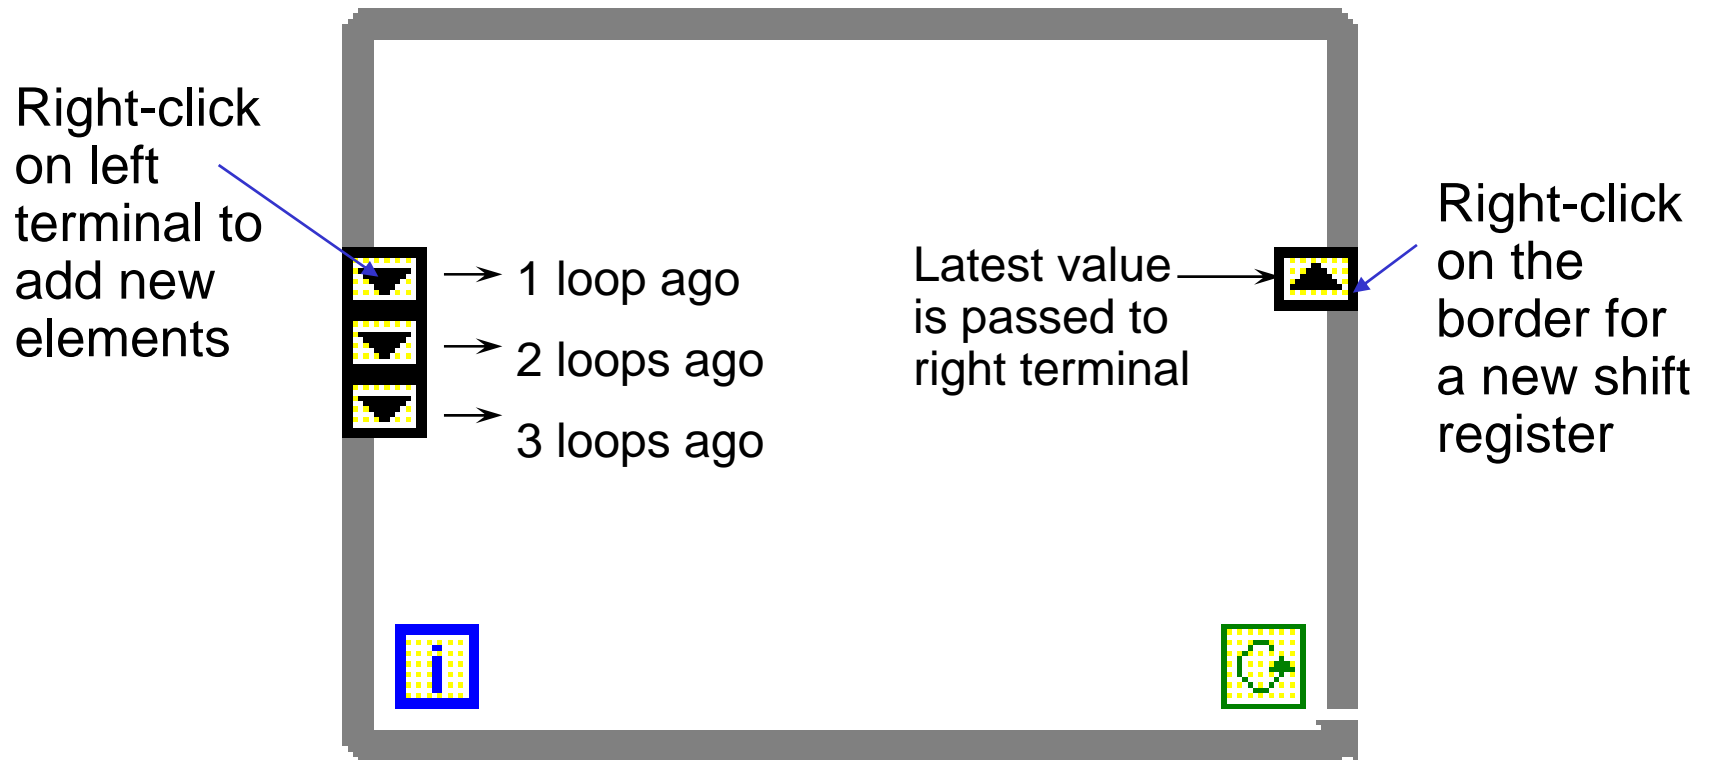 Right-click
on left
terminal to
add new
elements
1 loop ago
2 loops ago
3 loops ago
Latest value
is passed to
right terminal
Right-click
on the
border for
a new shift
register
i